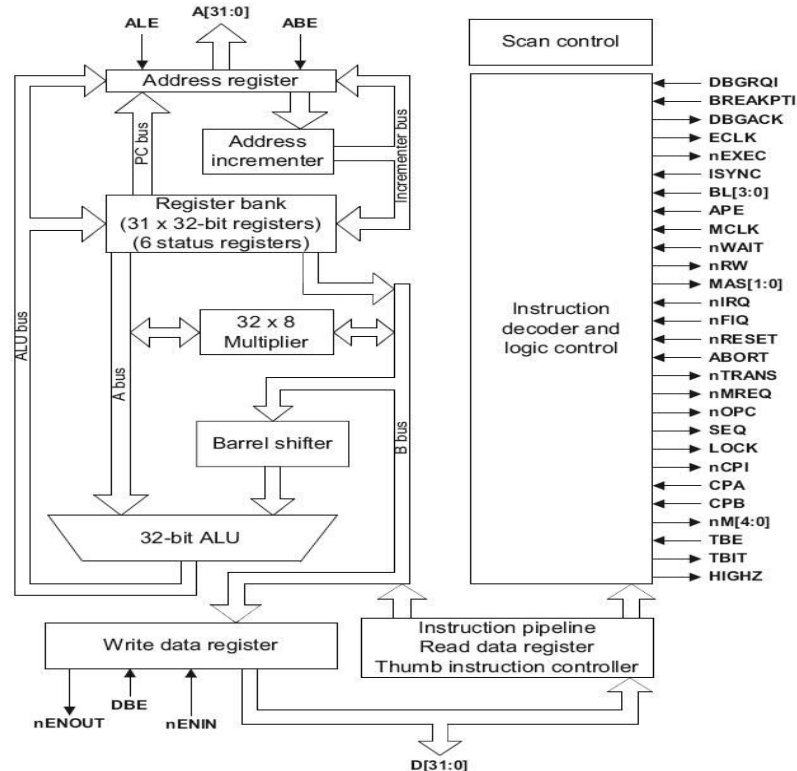 A[31:0]
ALE
ABE
Address register
PC bus
Address
incrementer
Incrementer bus
Register bank
(31 x 32-bit registers)
(6 status registers)
ALU bus
A bus
32 x 8
Multiplier
B bus
Barrel shifter
32-bit ALU
Write data register
nENOUT
DBE
nENIN
Instruction pipeline
Read data register
Thumb instruction controller
D[31:0]
Scan control
Instruction
decoder and
logic control
DBGRQI
BREAKPTI
DBGACK
ECLK
nEXEC
ISYNC
BL[3:0]
APE
MCLK
nWAIT
nRW
MAS[1:0]
nIRQ
nFIQ
nRESET
ABORT
nTRANS
nMREQ
nOPC
SEQ
LOCK
nCPI
CPA
CPB
nM[4:0]
TBE
TBIT
HIGHZ